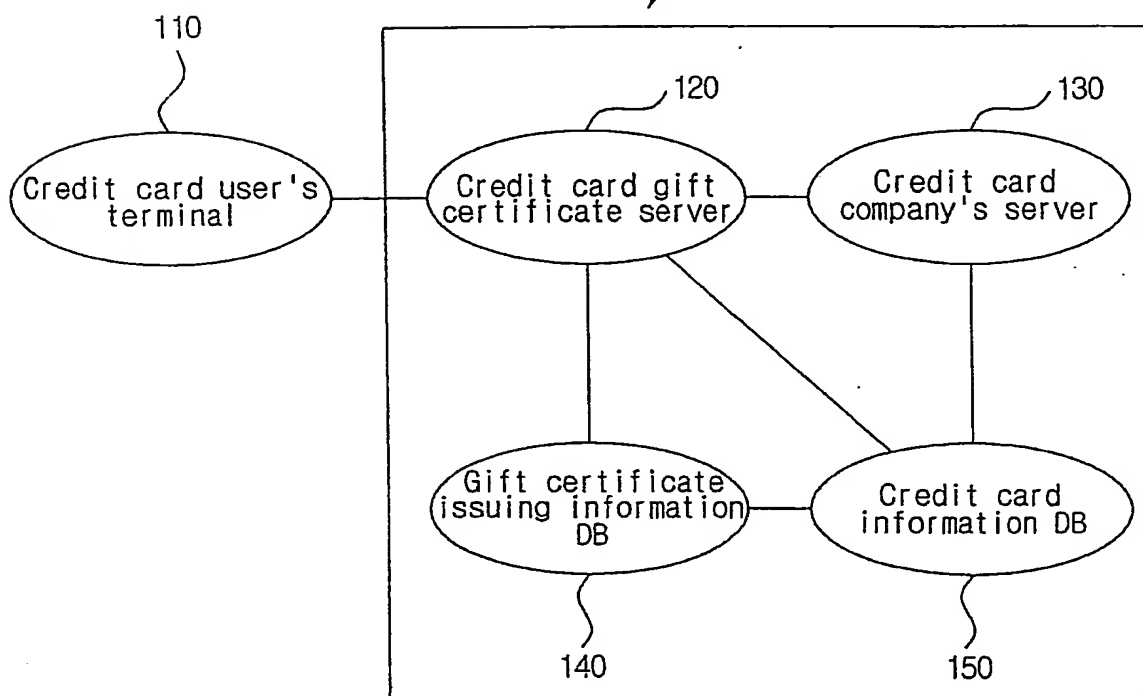 110
120
130
Credit card user's
terminal
Credit card gift
certificate server
Credit card
company's server
Gift certificate
issuing information
DB
Credit card
information DB
140
150